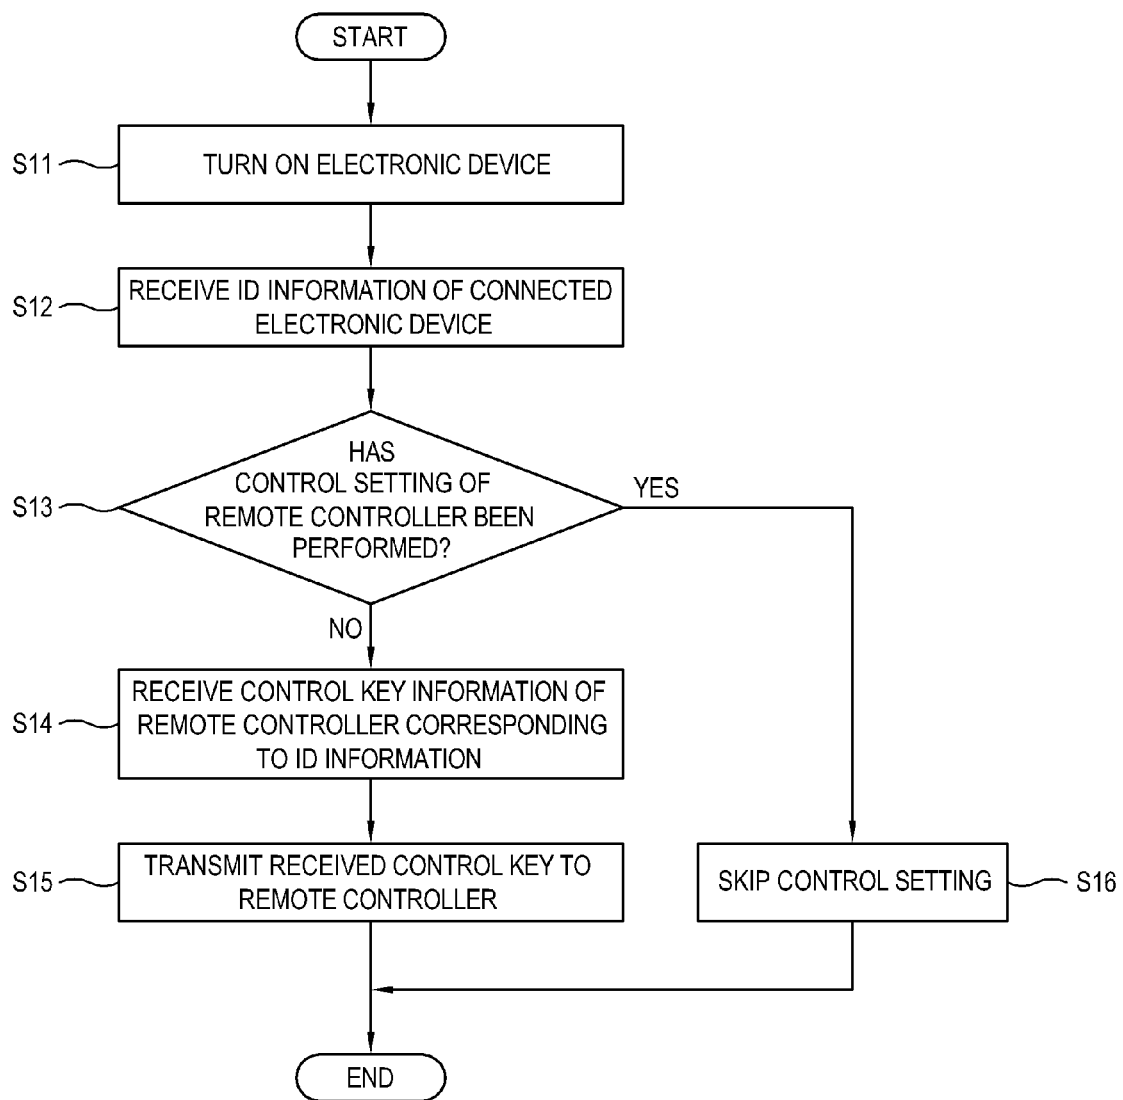 START
S11
TURN ON ELECTRONIC DEVICE
S12
RECEIVE ID INFORMATION OF CONNECTED
ELECTRONIC DEVICE
S13
HAS
CONTROL SETTING OF
REMOTE CONTROLLER BEEN
PERFORMED?
YES
NO
S14
RECEIVE CONTROL KEY INFORMATION OF
REMOTE CONTROLLER CORRESPONDING
TO ID INFORMATION
S15
TRANSMIT RECEIVED CONTROL KEY TO
REMOTE CONTROLLER
SKIP CONTROL SETTING
S16
END